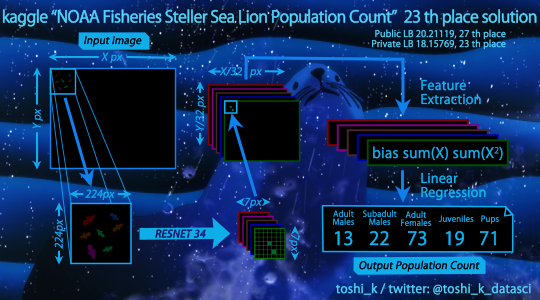 kaggle "NOAA Fisheries Steller Sea Lion Population Count" 23 th place solution
Public LB 20.21119, 27 th place
Private LB 18.15769, 23 th place
Input image
X px
Y px
X/32 px
Y/32 px
Feature
Extraction
bias sum(X) sum(X²)
Linear
Regression
224px
224px
RESNET 34
7px
7px
Adult
Males
Subadult
Males
Adult
Females
Juveniles
Pups
13 22 73 19 71
Output Population Count
toshi_k / twitter: @toshi_k_datasci